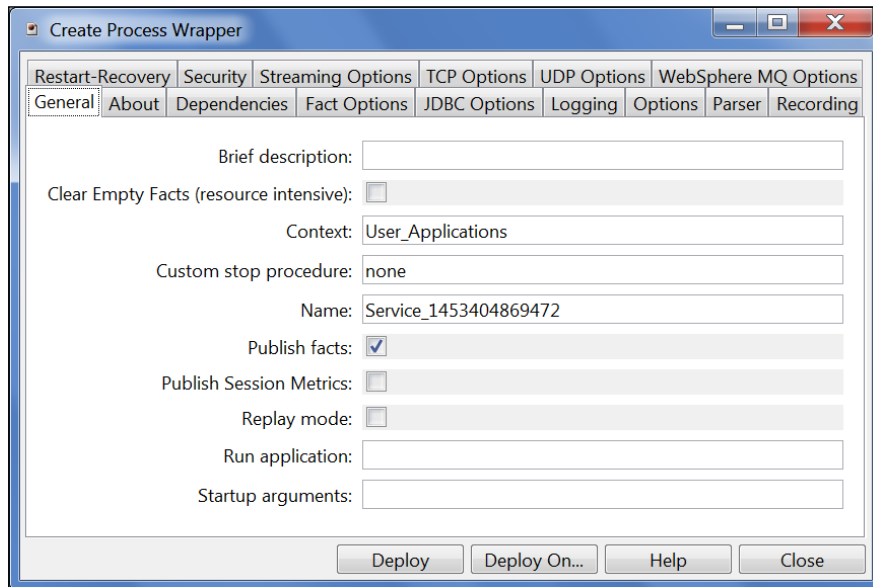 Create Process Wrapper
Restart-Recovery Security Streaming Options TCP Options UDP Options WebSphere MQ Options
General About Dependencies Fact Options JDBC Options Logging Options Parser Recording
Brief description:
Clear Empty Facts (resource intensive):
Context: User_Applications
Custom stop procedure: none
Name: Service_1453404869472
Publish facts:
Publish Session Metrics:
Replay mode:
Run application:
Startup arguments:
Deploy Deploy On... Help Close